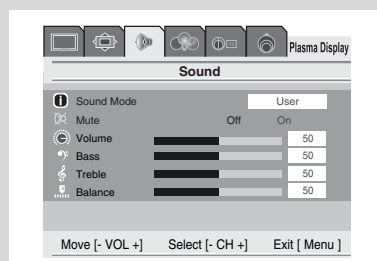 Plasma Display
Sound
Sound Mode User
Mute Off On
Volume 50
Bass 50
Treble 50
Balance 50
Move [- VOL +] Select [- CH +] Exit [ Menu ]